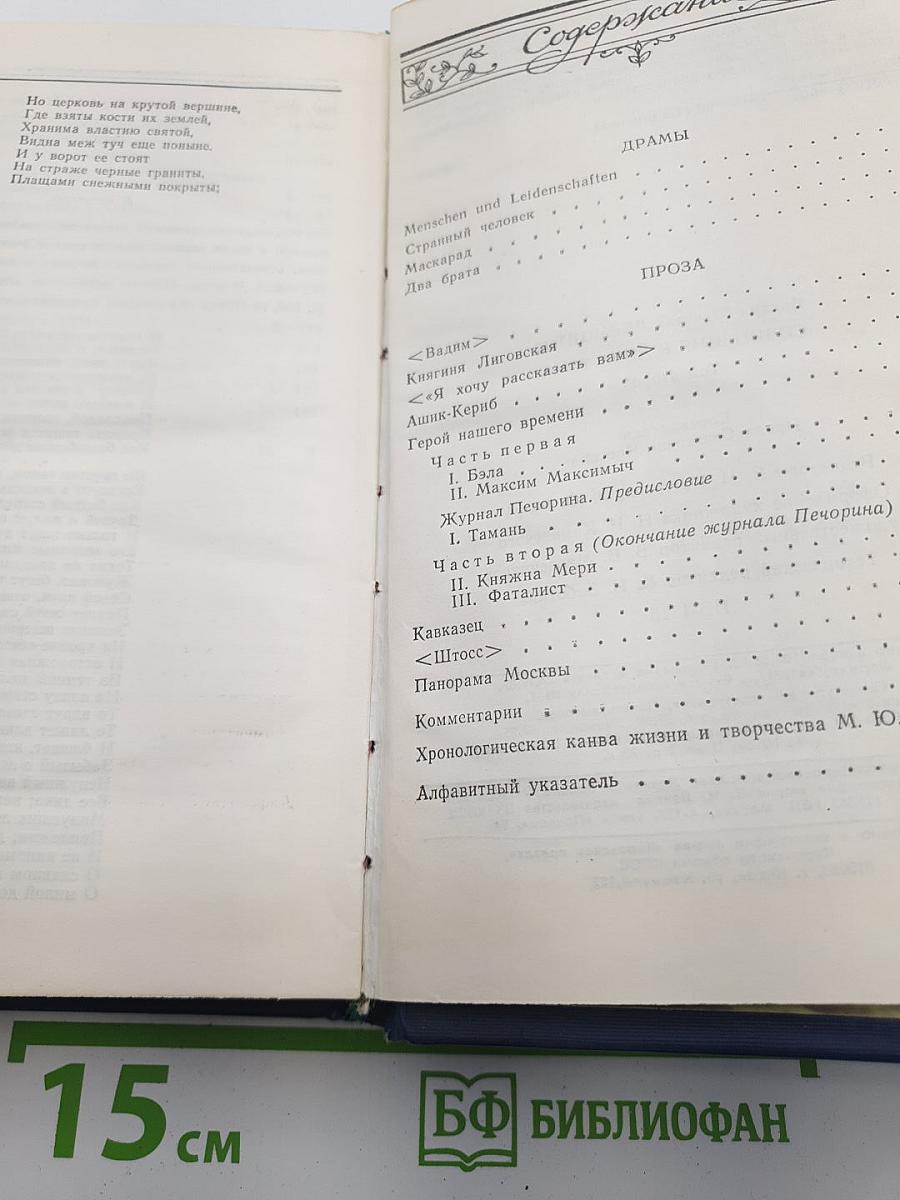 Но церковь на крутой вершине,
Где взяты кости их землей,
Хранима властию святой,
Видна меж туч еще поныне.
И у ворот ее стоят
На страже черные граниты,
Плащами снежными покрыты;
Содержани
ДРАМЫ
Menschen und Leidenschaften
Странный человек
Маскарад
Два брата
ПРОЗА
<Вадим>
Княгиня Лиговская
<«Я хочу рассказать вам»>
Ашик-Кериб
Герой нашего времени
Часть первая
I. Бэла
II. Максим Максимыч
Журнал Печорина. Предисловие
I. Тамань
Часть вторая (Окончание журнала Печорина)
II. Княжна Мери
III. Фаталист
Кавказец
<Штосс>
Панорама Москвы
Комментарии
Хронологическая канва жизни и творчества М. Ю.
Алфавитный указатель
15 см
БФ БИБЛИОФАН